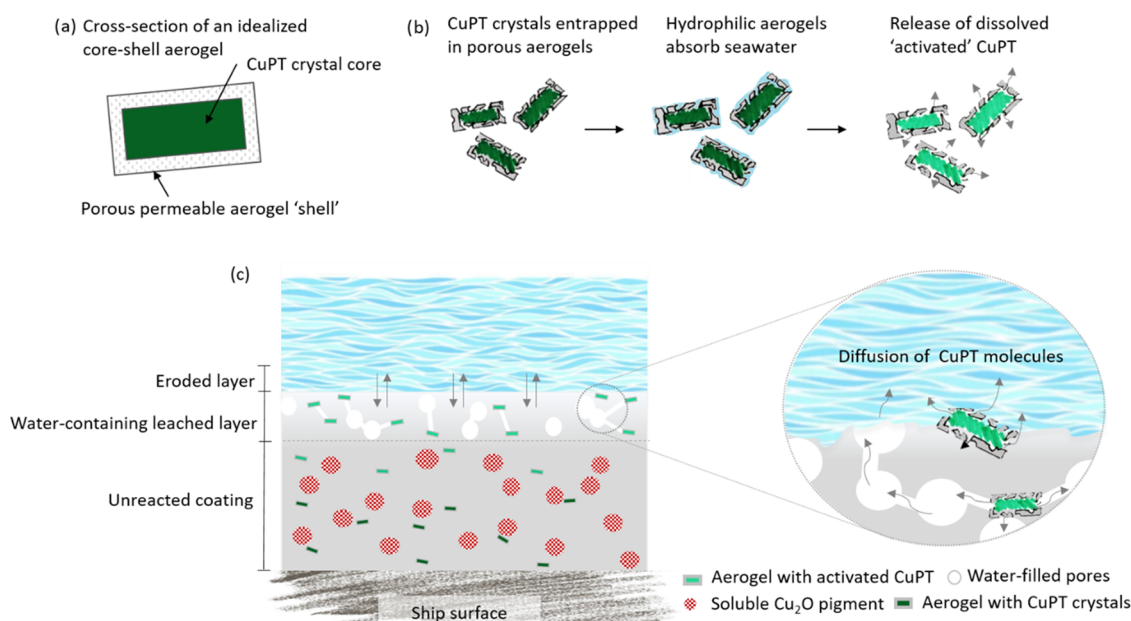 (a) Cross-section of an idealized
core-shell aerogel
CuPT crystal core
Porous permeable aerogel ‘shell’
(b) CuPT crystals entrapped
in porous aerogels
Hydrophilic aerogels
absorb seawater
Release of dissolved
‘activated’ CuPT
(c)
Eroded layer
Water-containing leached layer
Unreacted coating
Ship surface
Diffusion of CuPT molecules
Aerogel with activated CuPT
Water-filled pores
Soluble Cu₂O pigment
Aerogel with CuPT crystals